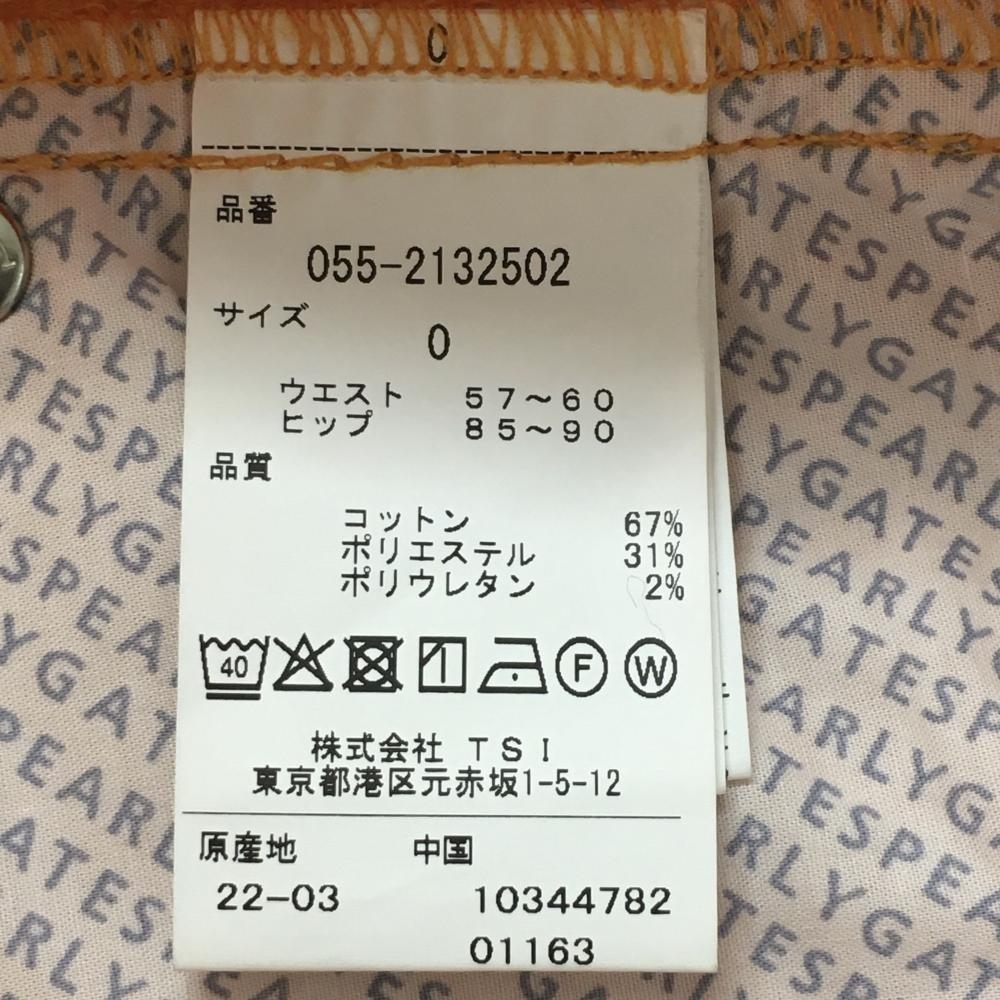 0
品番
055-2132502
サイズ
0
ウエスト 57~60
ヒップ 85~90
品質
コットン 67%
ポリエステル 31%
ポリウレタン 2%
40 F W
株式会社 TSI
東京都港区元赤坂1-5-12
原産地 中国
22-03 10344782
01163
PEARLYGATES